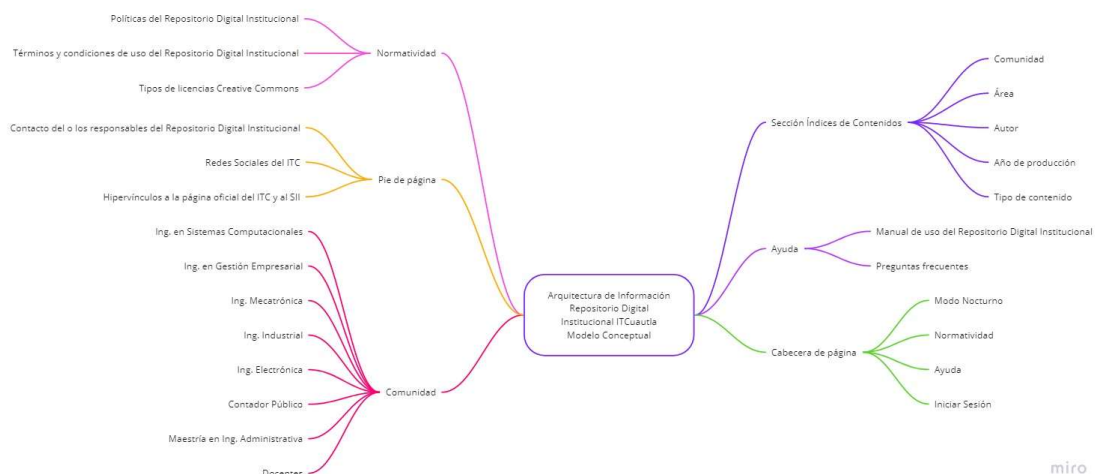 Políticas del Repositorio Digital Institucional
Términos y condiciones de uso del Repositorio Digital Institucional
Normatividad
Tipos de licencias Creative Commons
Contacto del o los responsables del Repositorio Digital Institucional
Redes Sociales del ITC
Pie de página
Hipervínculos a la página oficial del ITC y al SII
Ing. en Sistemas Computacionales
Ing. en Gestión Empresarial
Ing. Mecatrónica
Ing. Industrial
Ing. Electrónica
Comunidad
Contador Público
Maestría en Ing. Administrativa
Docentes
Arquitectura de Información
Repositorio Digital
Institucional ITCuautla
Modelo Conceptual
Sección Índices de Contenidos
Comunidad
Área
Autor
Año de producción
Tipo de contenido
Ayuda
Manual de uso del Repositorio Digital Institucional
Preguntas frecuentes
Cabecera de página
Modo Nocturno
Normatividad
Ayuda
Iniciar Sesión
miro